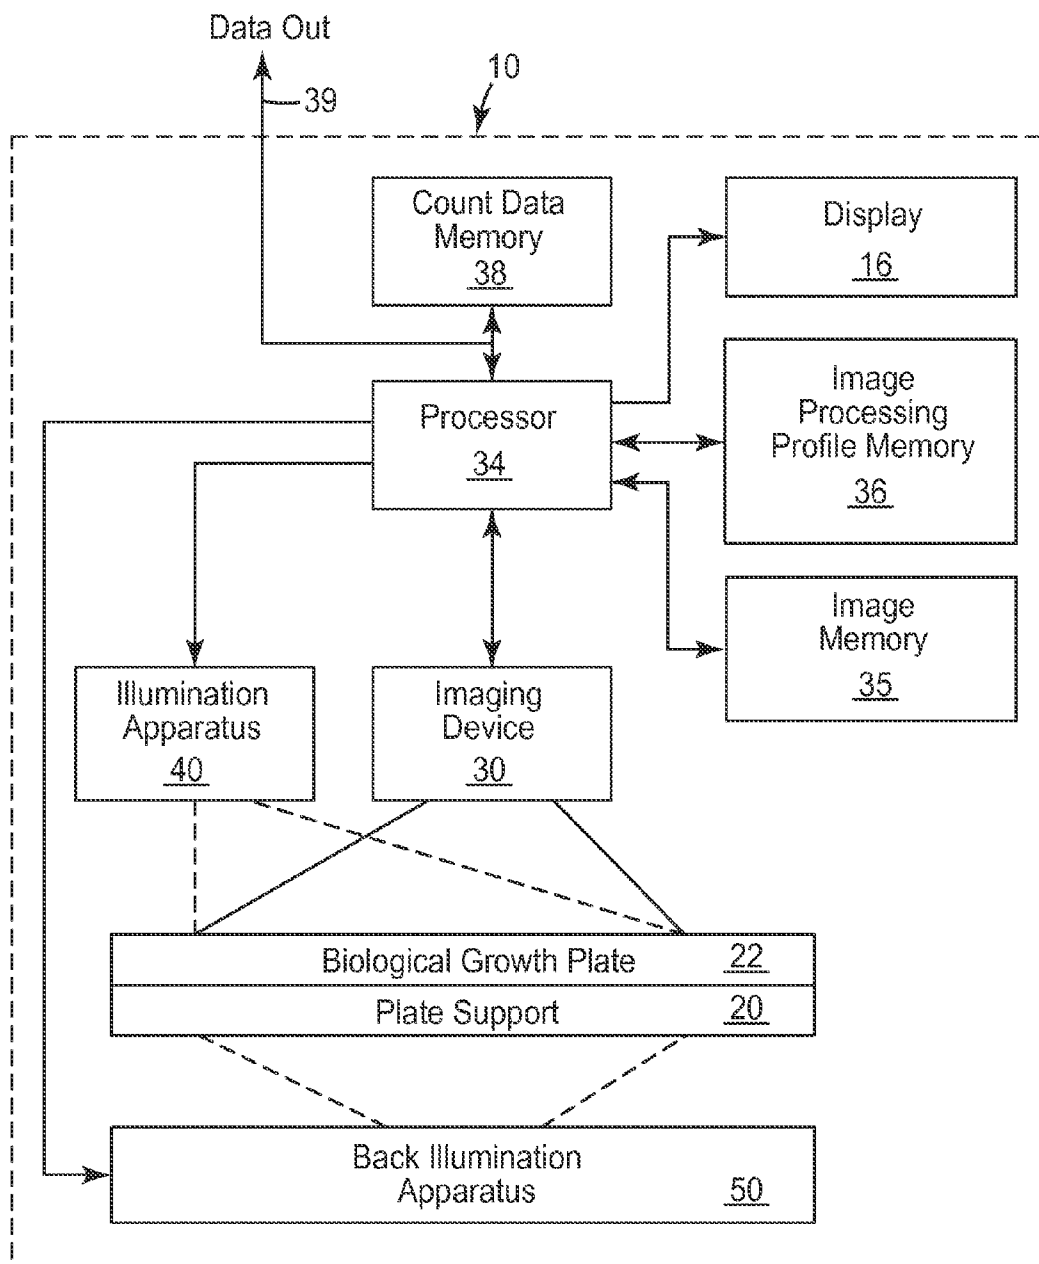 Data Out
39
10
Count Data
Memory
38
Display
16
Processor
34
Image
Processing
Profile Memory
36
Image
Memory
35
Illumination
Apparatus
40
Imaging
Device
30
Biological Growth Plate 22
Plate Support 20
Back Illumination
Apparatus
50